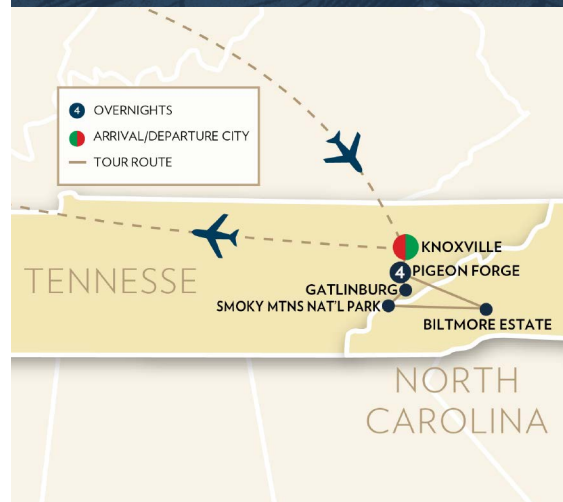 4 OVERNIGHTS
ARRIVAL/DEPARTURE CITY
TOUR ROUTE
KNOXVILLE
4 PIGEON FORGE
TENNESSEE
GATLINBURG
SMOKY MTNS NAT'L PARK
BILTMORE ESTATE
NORTH
CAROLINA